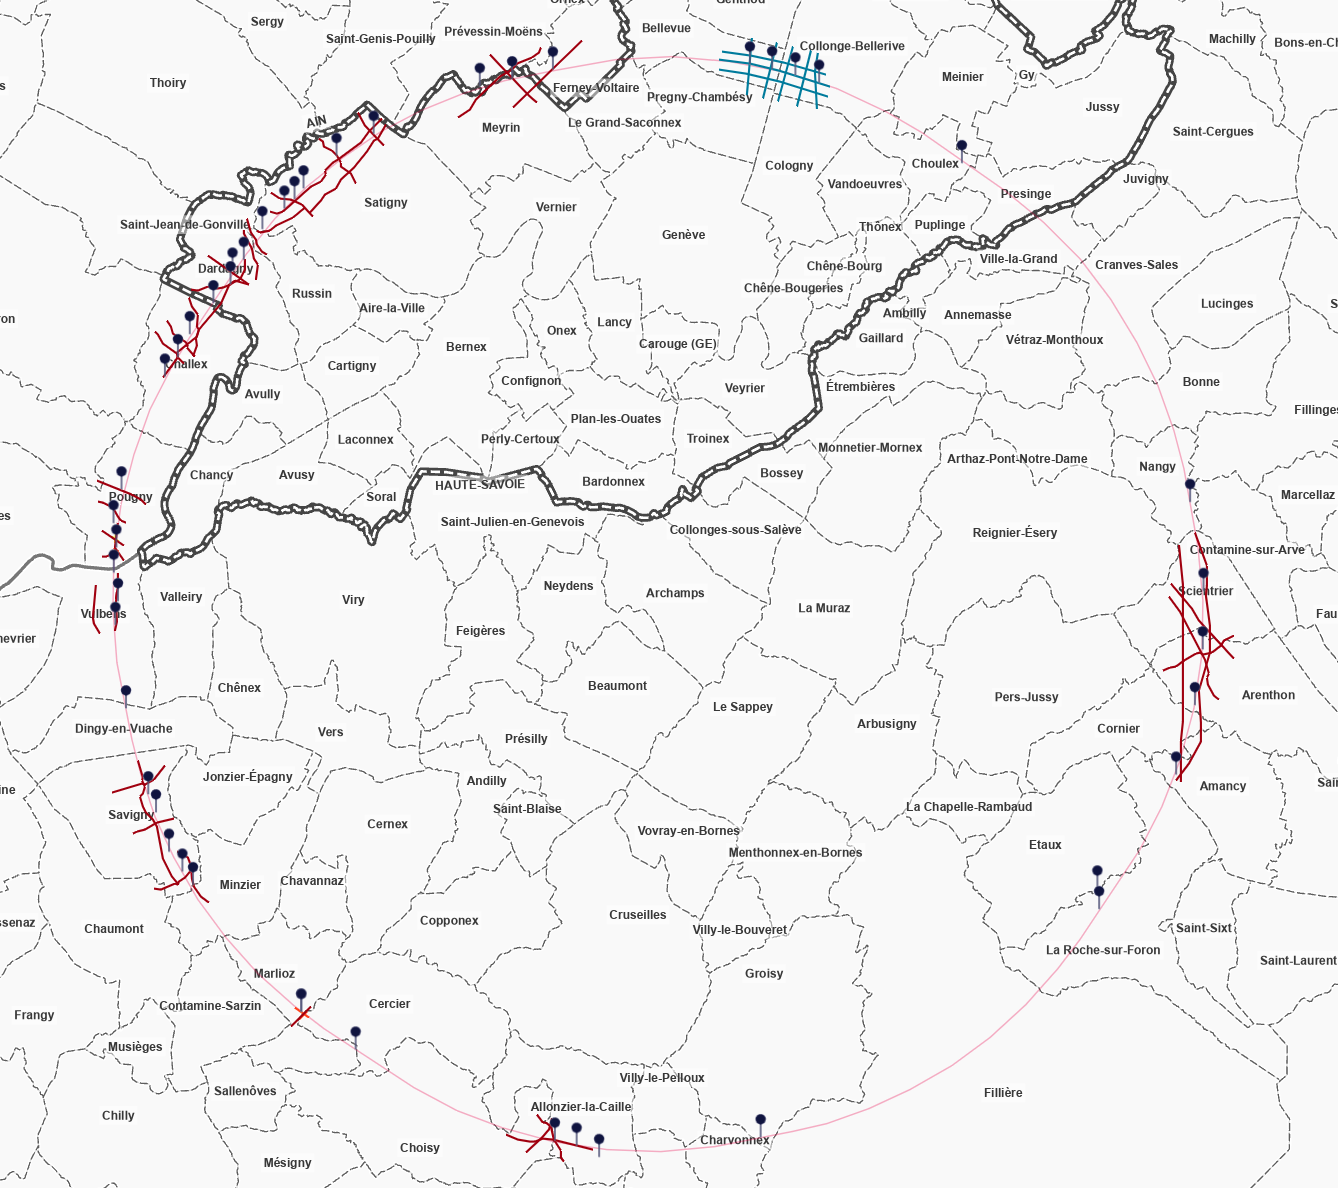 Sergy
Bellevue
Prévessin-Moëns
Saint-Genis-Pouilly
Machilly
Collonge-Bellerive
Meinier
Gy
Thoiry
Ferney-Voltaire
Pregny-Chambésy
Jussy
AIN
Le Grand-Saconnex
Meyrin
Saint-Cergues
Choulex
Cologny
Juvigny
Vandoeuvres
Presinge
Satigny
Vernier
Saint-Jean-de-Gonville
Puplinge
Thônex
Genève
Ville-la-Grand
Cranves-Sales
Chêne-Bourg
Chêne-Bougeries
Russin
Aire-la-Ville
Lucinges
Ambilly
Annemasse
Lancy
Onex
Gaillard
Vétraz-Monthoux
Carouge (GE)
Bernex
Cartigny
Confignon
Bonne
Veyrier
Étrembières
Avully
Plan-les-Ouates
Laconnex
Perly-Certoux
Troinex
Monnetier-Mornex
Arthaz-Pont-Notre-Dame
Nangy
Chancy
Avusy
Bossey
HAUTE-SAVOIE
Bardonnex
Marcellaz
Soral
Pougny
Saint-Julien-en-Genevois
Collonges-sous-Salève
Reignier-Ésery
Contamine-sur-Arve
Neydens
Archamps
Scientrier
Valleiry
Viry
La Muraz
Vulbens
Feigères
Chênex
Beaumont
Pers-Jussy
Arenthon
Le Sappey
Arbusigny
Dingy-en-Vuache
Vers
Cornier
Présilly
Jonzier-Épagny
Andilly
Amancy
Saint-Blaise
La Chapelle-Rambaud
Savigny
Cernex
Vovray-en-Bornes
Etaux
Menthonnex-en-Bornes
Minzier
Chavannaz
Cruseilles
Copponex
Chaumont
Villy-le-Bouveret
Saint-Sixt
La Roche-sur-Foron
Saint-Laurent
Marlioz
Groisy
Contamine-Sarzin
Cercier
Frangy
Musièges
Villy-le-Pelloux
Sallenôves
Fillière
Allonzier-la-Caille
Chilly
Charvonnex
Choisy
Mésigny